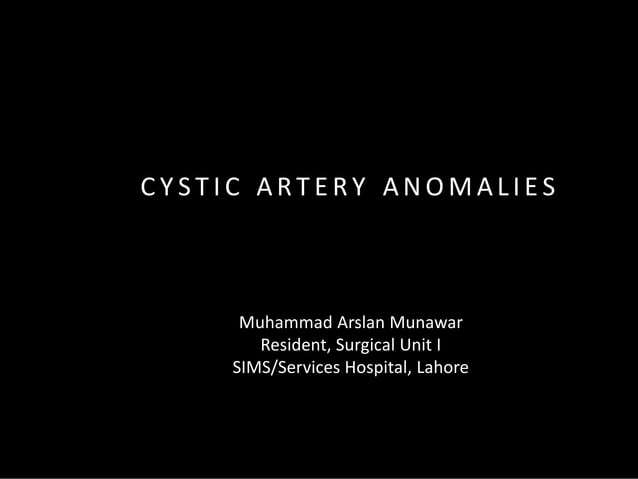 CYSTIC ARTERY ANOMALIES
Muhammad Arslan Munawar
Resident, Surgical Unit I
SIMS/Services Hospital, Lahore